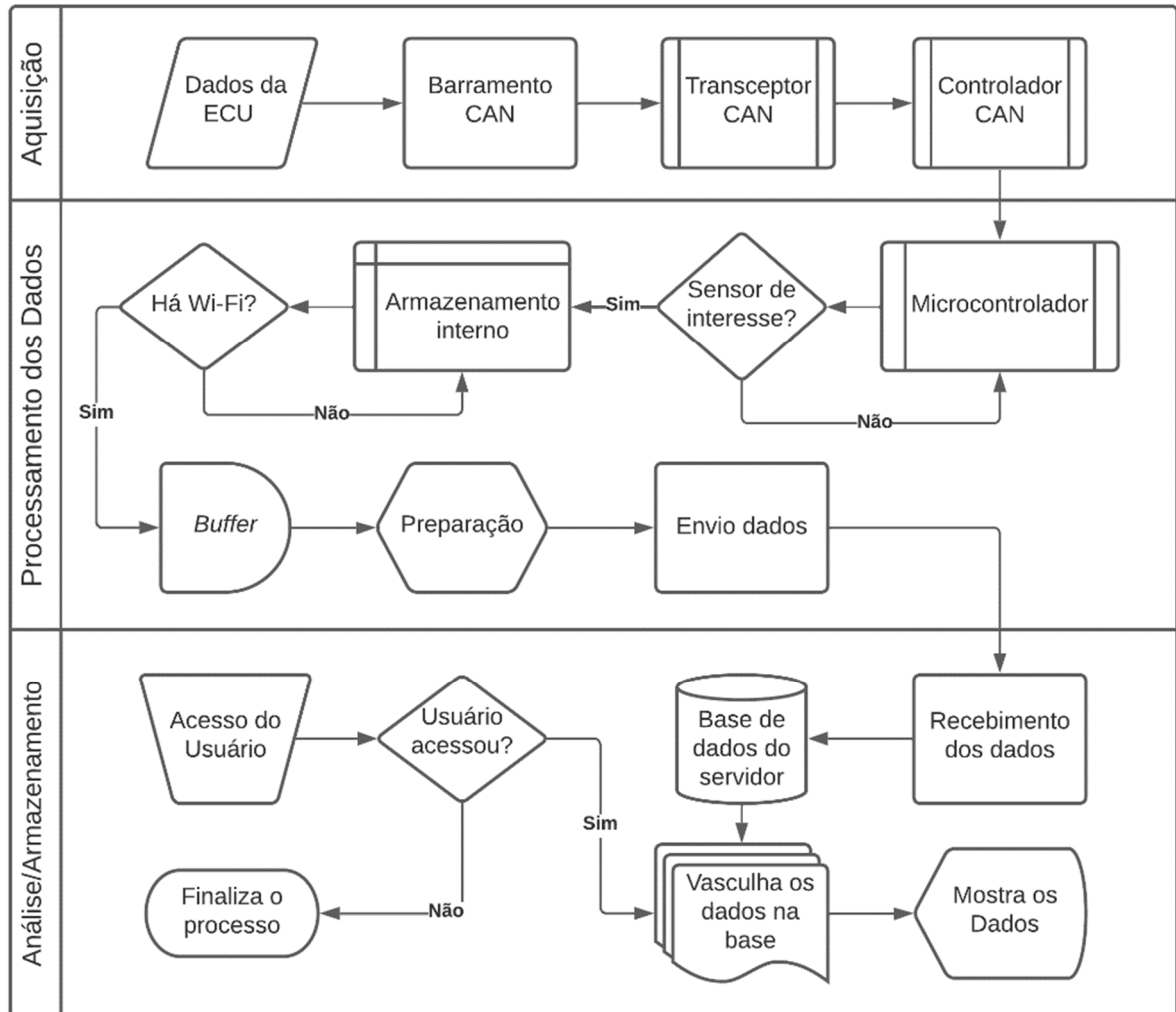 Aquisição
Dados da
ECU
Barramento
CAN
Transceptor
CAN
Controlador
CAN
Processamento dos Dados
Há Wi-Fi?
Armazenamento
interno
Sim
Sensor de
interesse?
Microcontrolador
Não
Não
Sim
Buffer
Preparação
Envio dados
Análise/Armazenamento
Acesso do
Usuário
Usuário
acessou?
Base de
dados do
servidor
Recebimento
dos dados
Sim
Finaliza o
processo
Não
Vasculha os
dados na
base
Mostra os
Dados